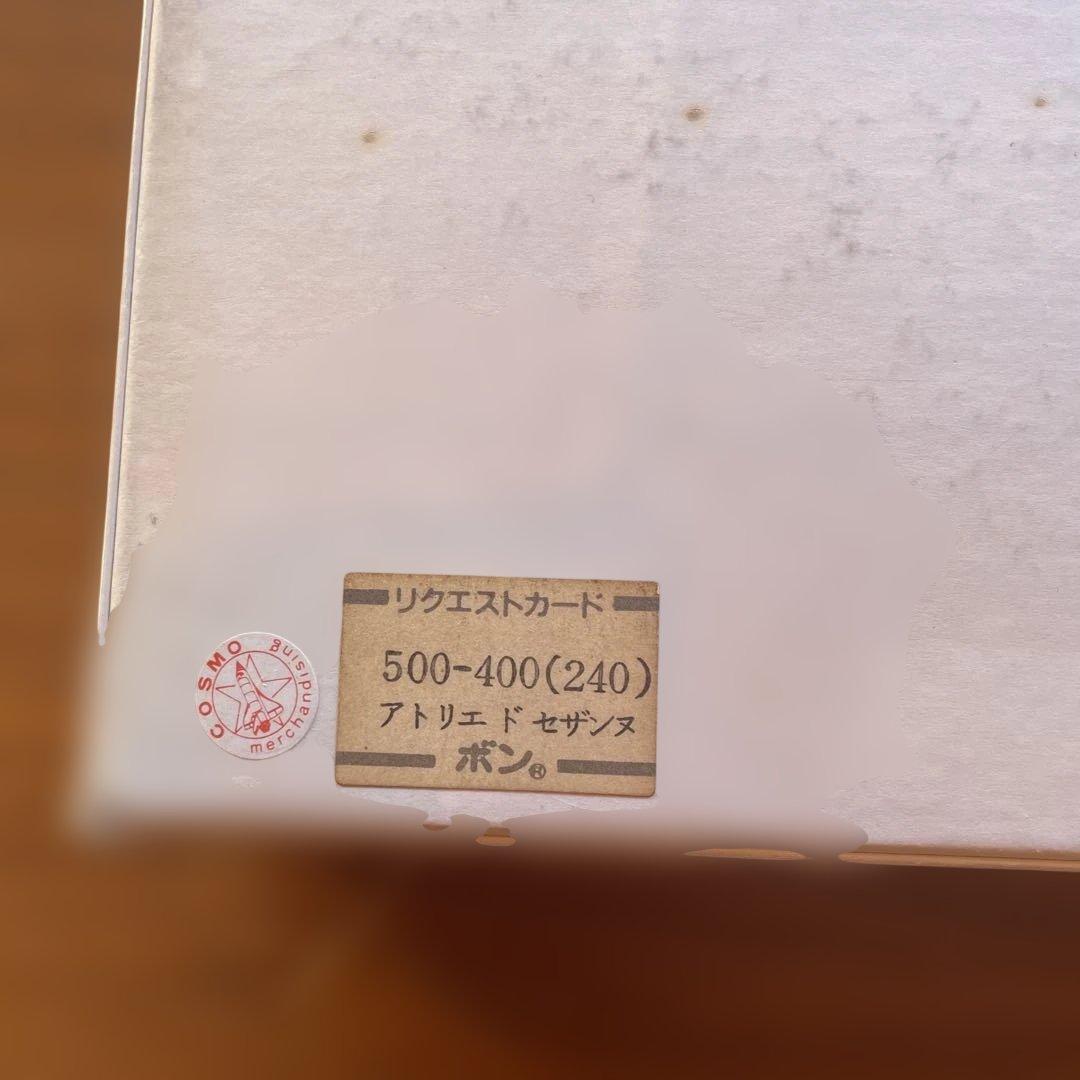 リクエストカード
500-400(240)
アトリエ ド セザンヌ
ボン®
COSMO
merchandising